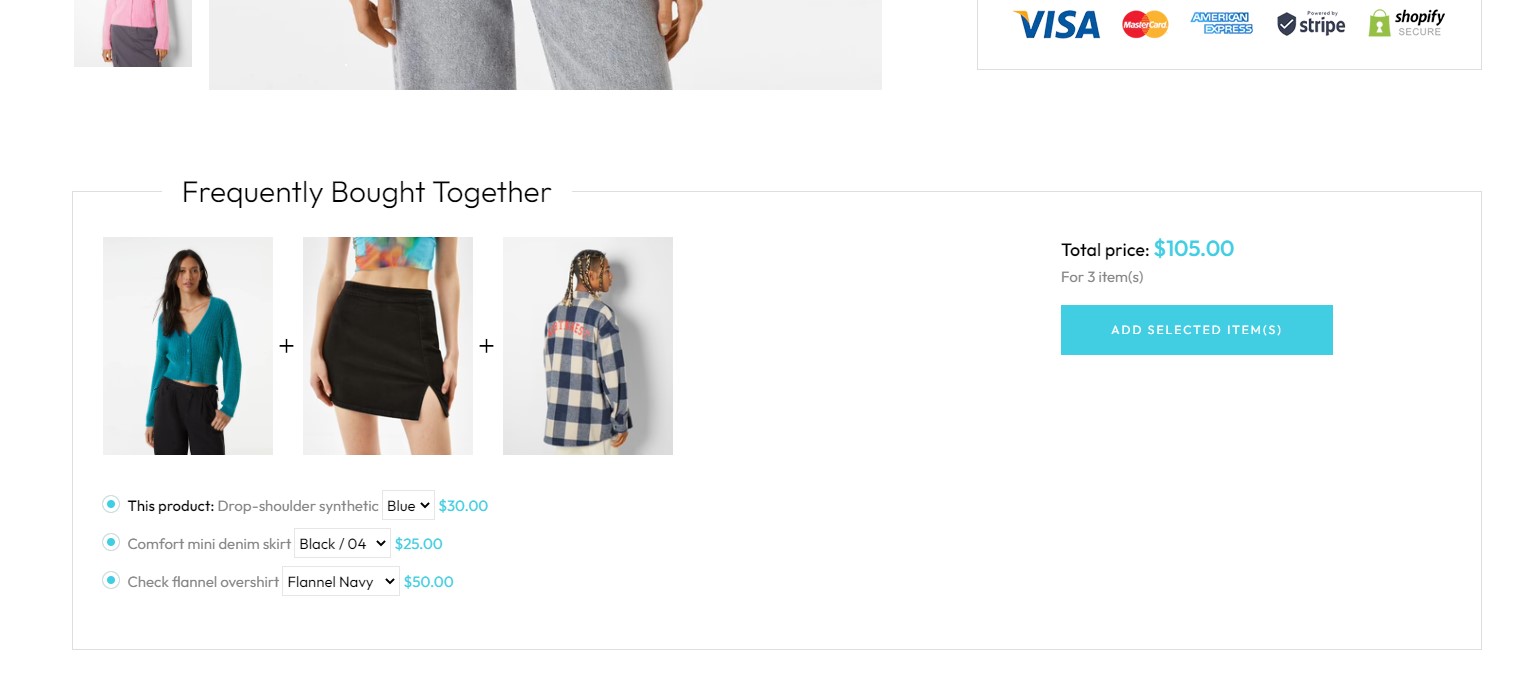 VISA
MasterCard
AMERICAN EXPRESS
Powered by
stripe
shopify
SECURE
Frequently Bought Together
+
+
Total price: $105.00
For 3 item(s)
ADD SELECTED ITEM(S)
This product: Drop-shoulder synthetic Blue $30.00
Comfort mini denim skirt Black / 04 $25.00
Check flannel overshirt Flannel Navy $50.00